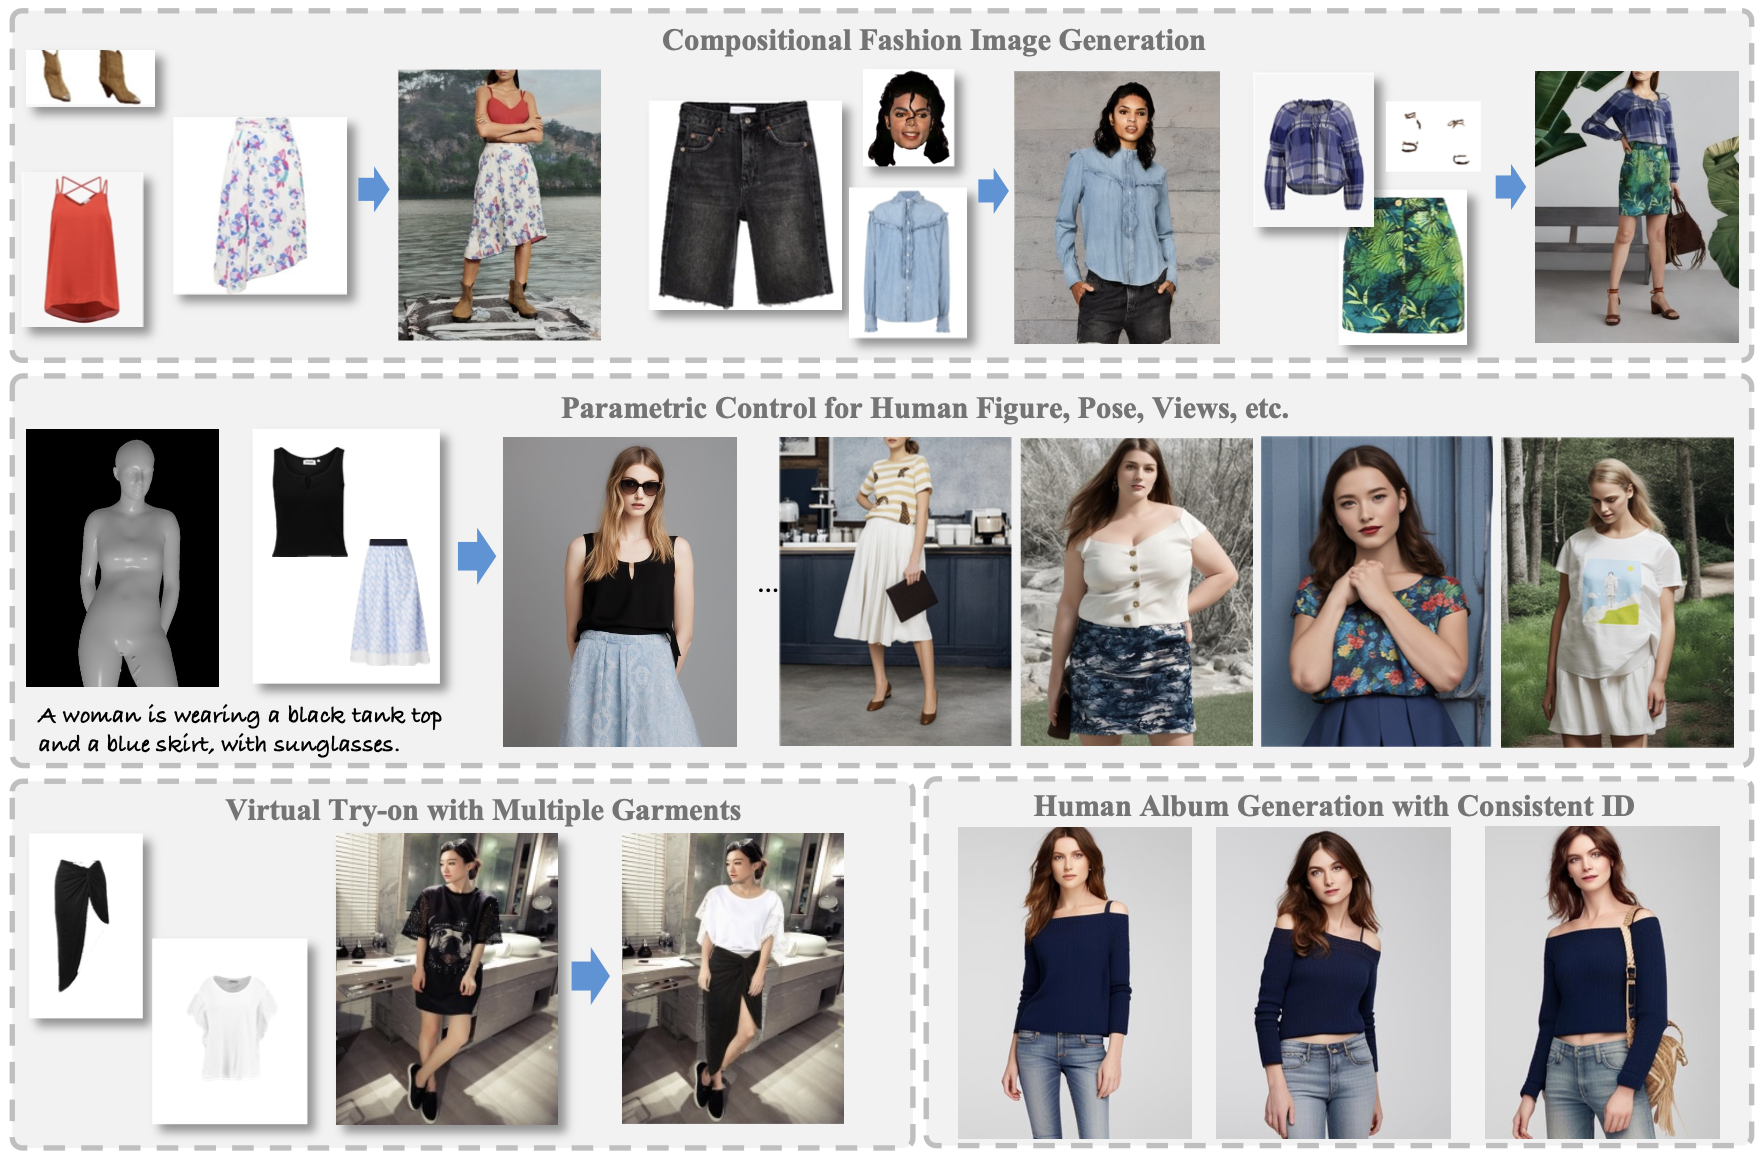 Compositional Fashion Image Generation
Parametric Control for Human Figure, Pose, Views, etc.
...
A woman is wearing a black tank top
and a blue skirt, with sunglasses.
Virtual Try-on with Multiple Garments
Human Album Generation with Consistent ID